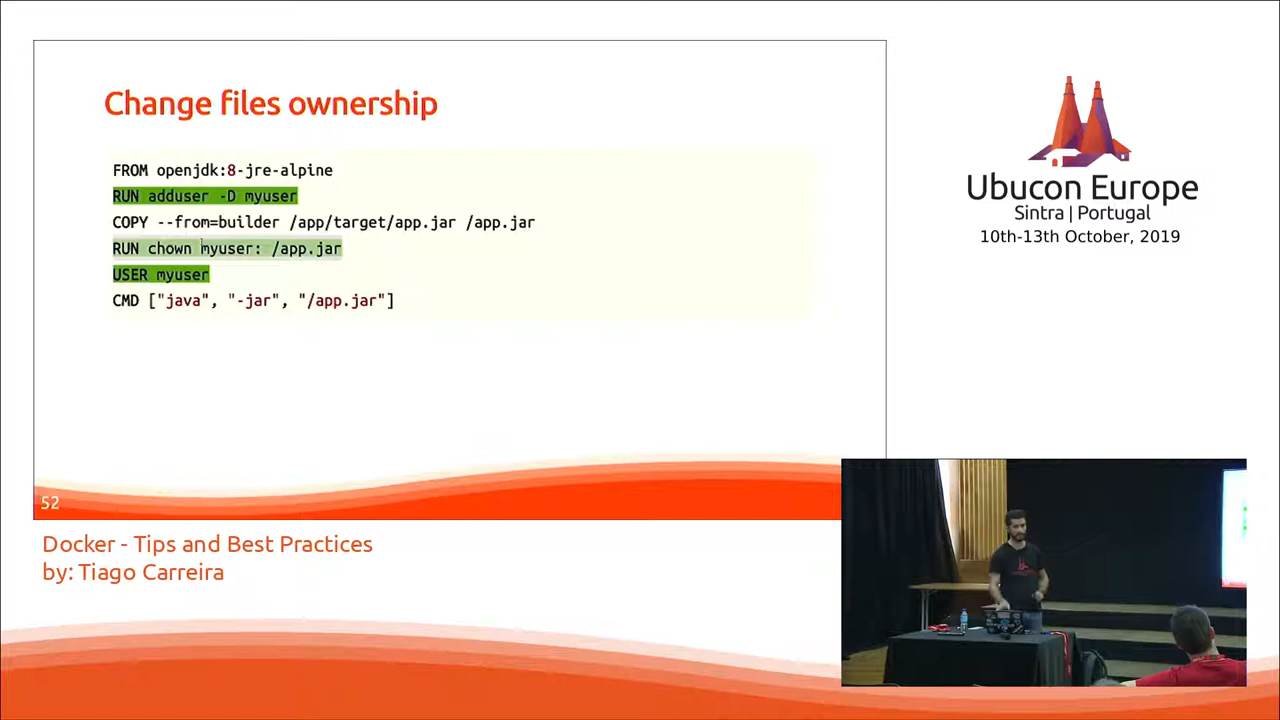 Change files ownership
FROM openjdk:8-jre-alpine
RUN adduser -D myuser
COPY --from=builder /app/target/app.jar /app.jar
RUN chown myuser: /app.jar
USER myuser
CMD ["java", "-jar", "/app.jar"]
52
Docker - Tips and Best Practices
by: Tiago Carreira
Ubucon Europe
Sintra | Portugal
10th-13th October, 2019